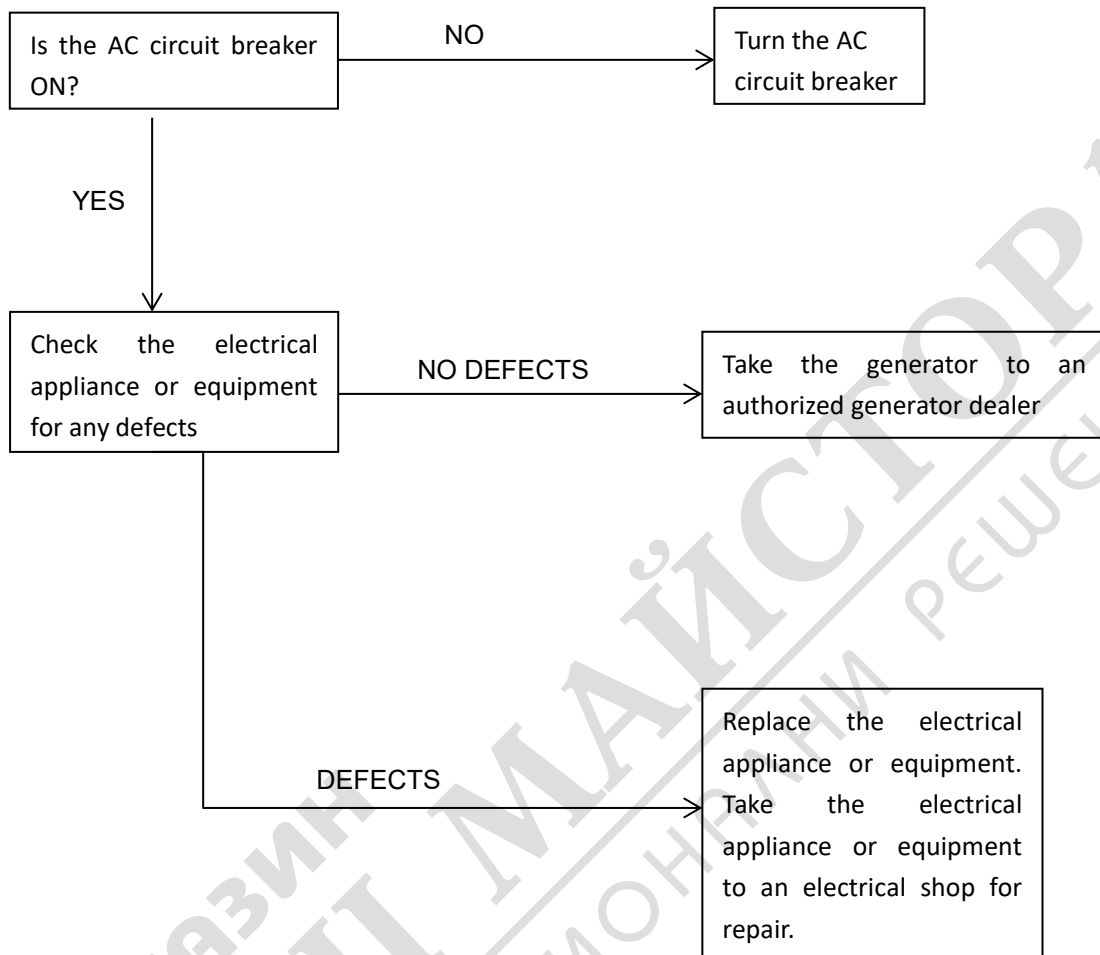 Is the AC circuit breaker
ON?
NO
Turn the AC
circuit breaker
YES
Check the electrical
appliance or equipment
for any defects
NO DEFECTS
Take the generator to an
authorized generator dealer
DEFECTS
Replace the electrical
appliance or equipment.
Take the electrical
appliance or equipment
to an electrical shop for
repair.
МАЙСТОР